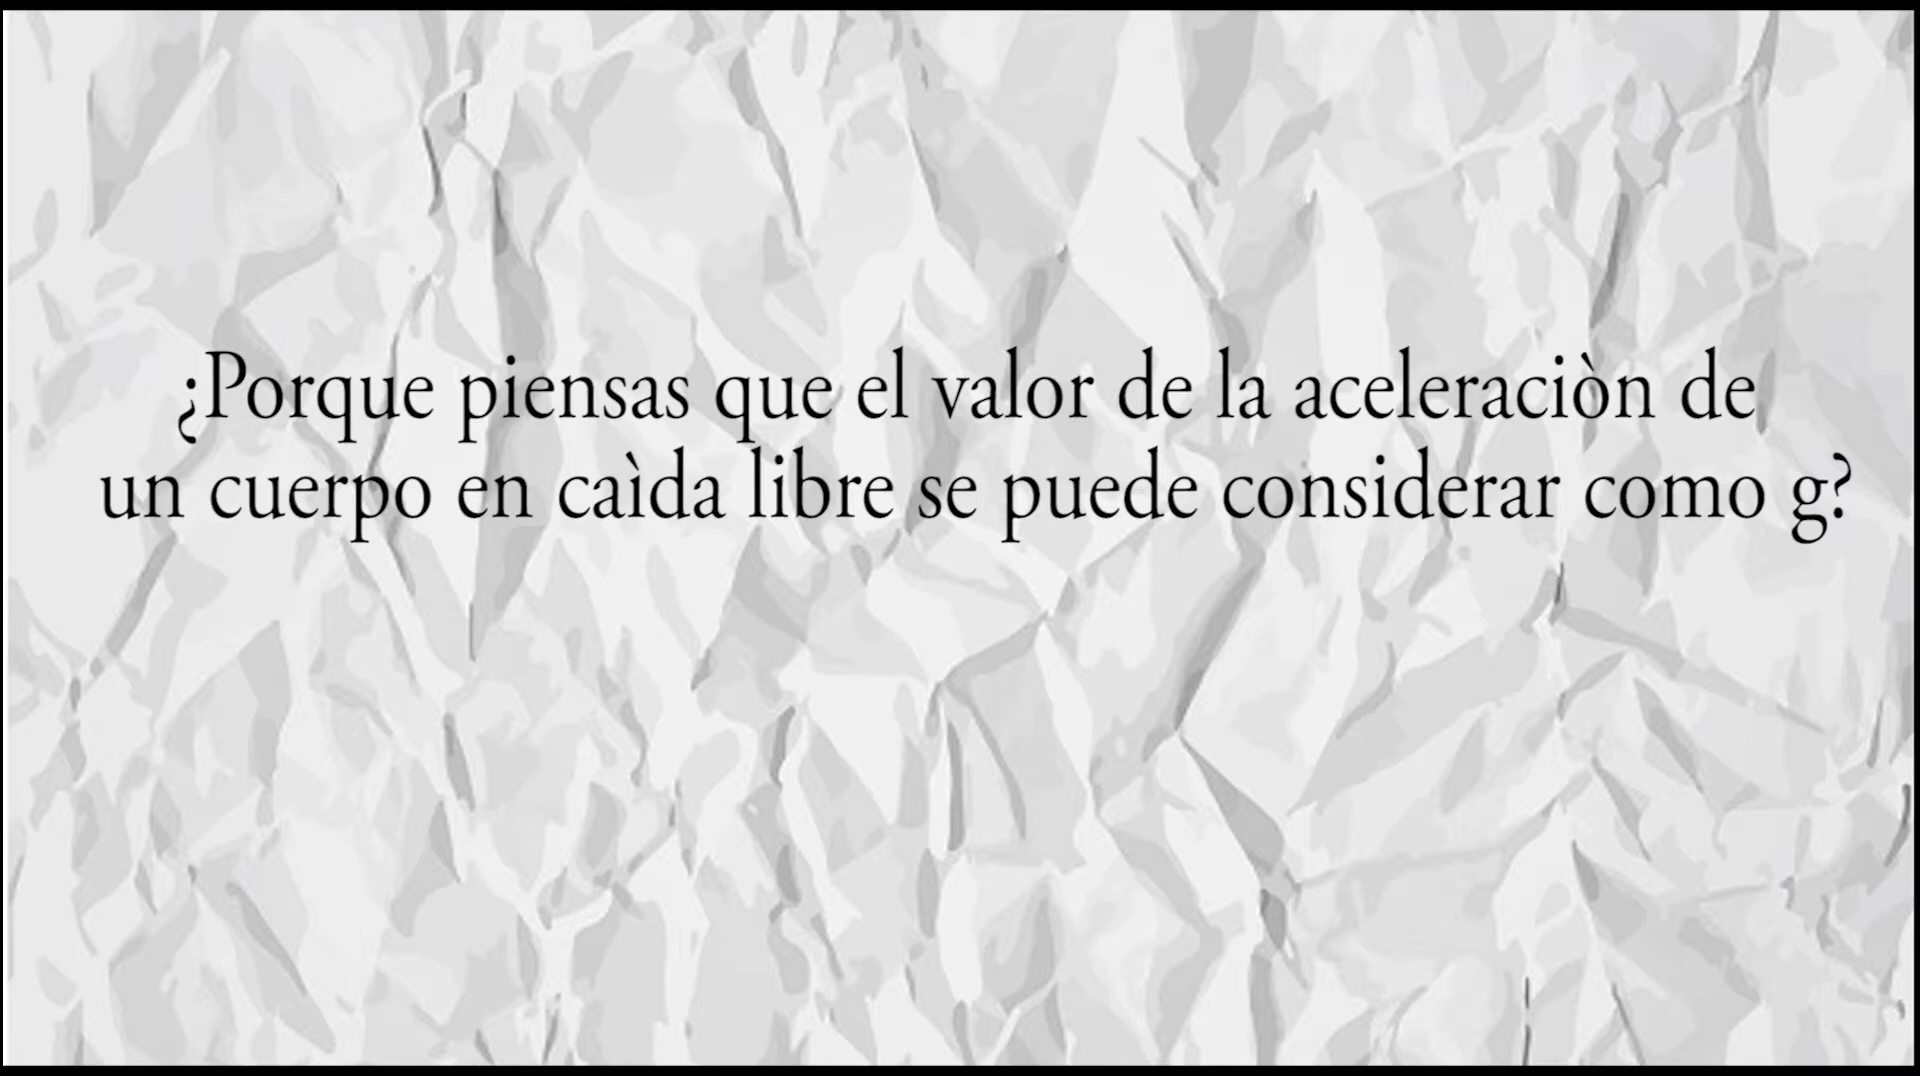 ¿Porque piensas que el valor de la aceleraciòn de
un cuerpo en caìda libre se puede considerar como g?